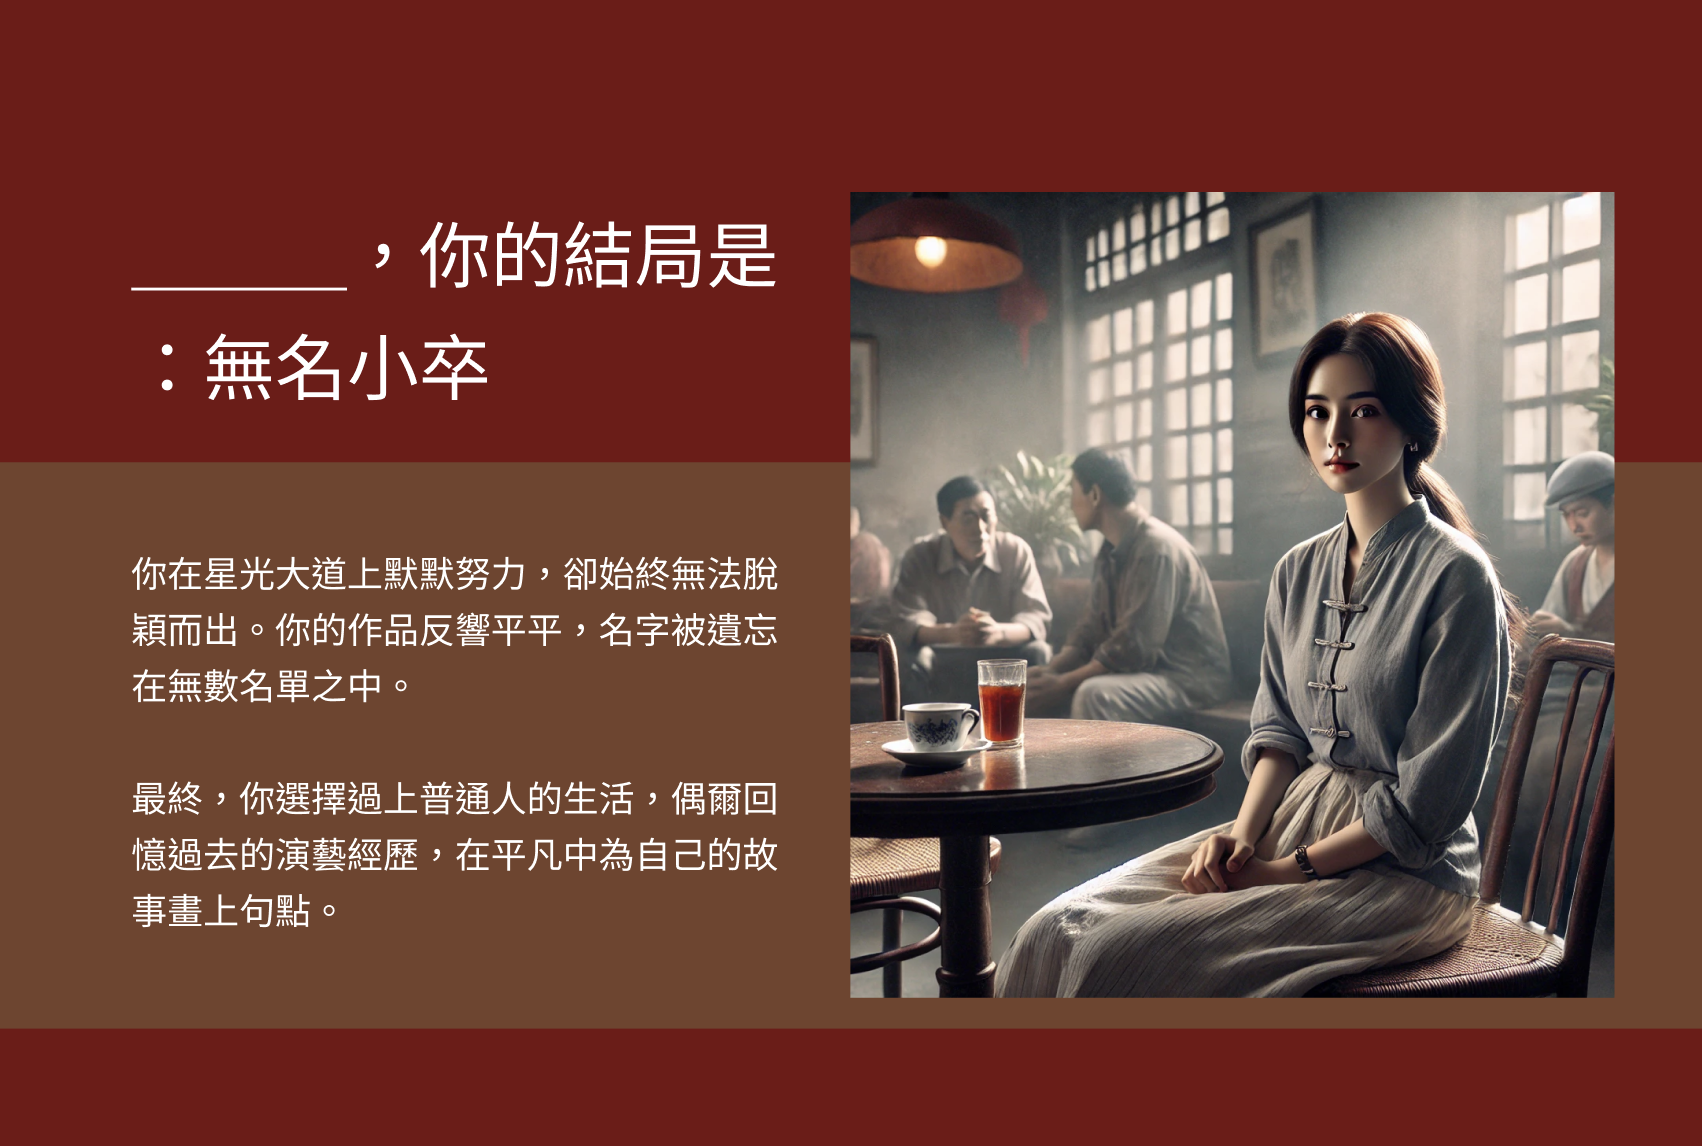 ______，你的結局是
：無名小卒
你在星光大道上默默努力，卻始終無法脫
穎而出。你的作品反響平平，名字被遺忘
在無數名單之中。
最終，你選擇過上普通人的生活，偶爾回
憶過去的演藝經歷，在平凡中為自己的故
事畫上句點。